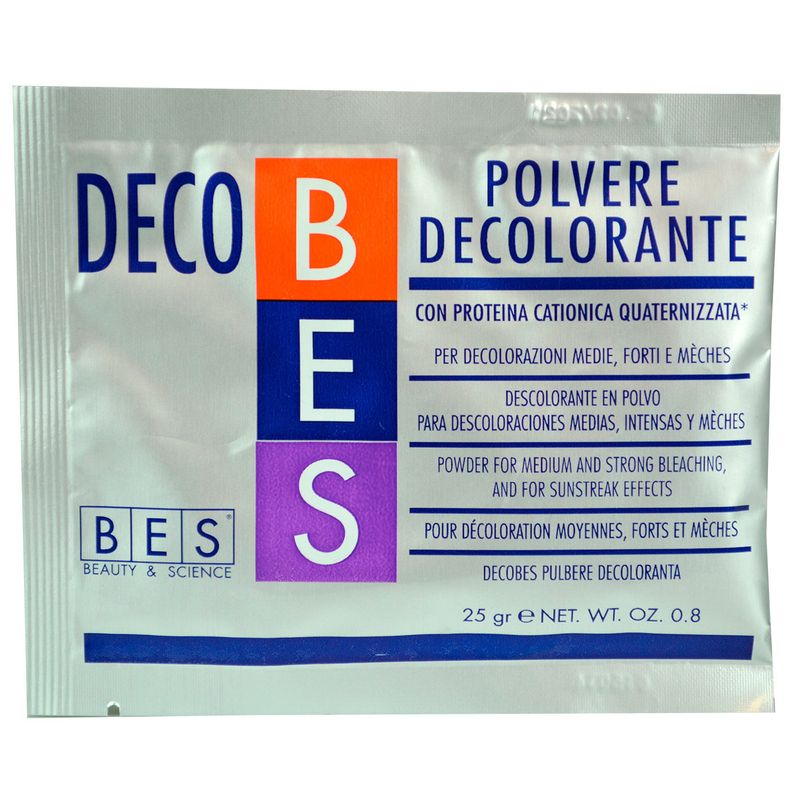 DECO
B
E
S
POLVERE
DECOLORANTE
CON PROTEINA CATIONICA QUATERNIZZATA*
PER DECOLORAZIONI MEDIE, FORTI E MÈCHES
DESCOLORANTE EN POLVO
PARA DESCOLORACIONES MEDIAS, INTENSAS Y MÈCHES
POWDER FOR MEDIUM AND STRONG BLEACHING,
AND FOR SUNSTREAK EFFECTS
POUR DÉCOLORATION MOYENNES, FORTS ET MÈCHES
DECOBES PULBERE DECOLORANTA
25 gr ℮ NET. WT. OZ. 0.8
BES®
BEAUTY & SCIENCE